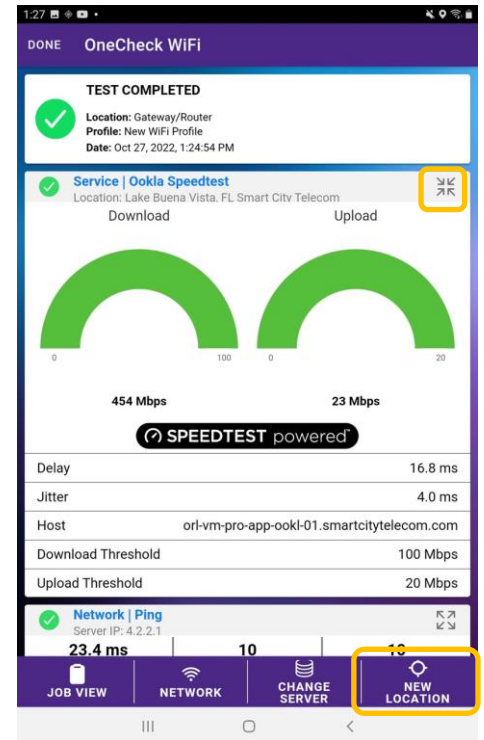 1:27
DONE OneCheck WiFi
TEST COMPLETED
Location: Gateway/Router
Profile: New WiFi Profile
Date: Oct 27, 2022, 1:24:54 PM
Service | Ookla Speedtest
Location: Lake Buena Vista, FL Smart City Telecom
Download Upload
0 100 0 20
454 Mbps 23 Mbps
SPEEDTEST powered™
Delay 16.8 ms
Jitter 4.0 ms
Host orl-vm-pro-app-ookl-01.smartcitytelecom.com
Download Threshold 100 Mbps
Upload Threshold 20 Mbps
Network | Ping
Server IP: 4.2.2.1
23.4 ms 10 10
JOB VIEW NETWORK CHANGE SERVER NEW LOCATION